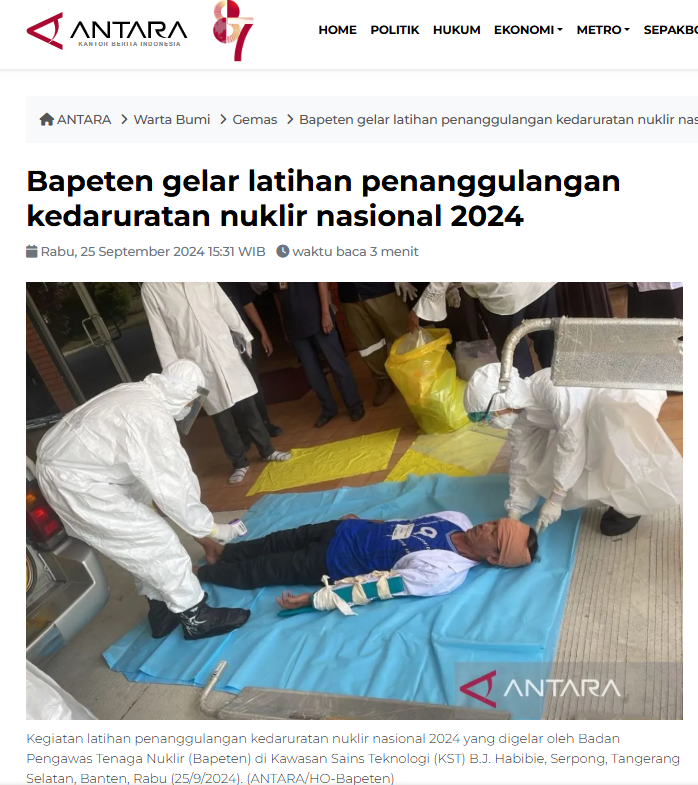 ANTARA
KANTOR BERITA INDONESIA
87
HOME POLITIK HUKUM EKONOMI METRO
ANTARA > Warta Bumi > Gemas > Bapeten gelar latihan penanggulangan kedaruratan nuklir
Bapeten gelar latihan penanggulangan
kedaruratan nuklir nasional 2024
Rabu, 25 September 2024 15:31 WIB waktu baca 3 menit
ANTARA
Kegiatan latihan penanggulangan kedaruratan nuklir nasional 2024 yang digelar oleh Badan
Pengawas Tenaga Nuklir (Bapeten) di Kawasan Sains Teknologi (KST) B.J. Habibie, Serpong, Tangerang
Selatan, Banten, Rabu (25/9/2024). (ANTARA/HO-Bapeten)